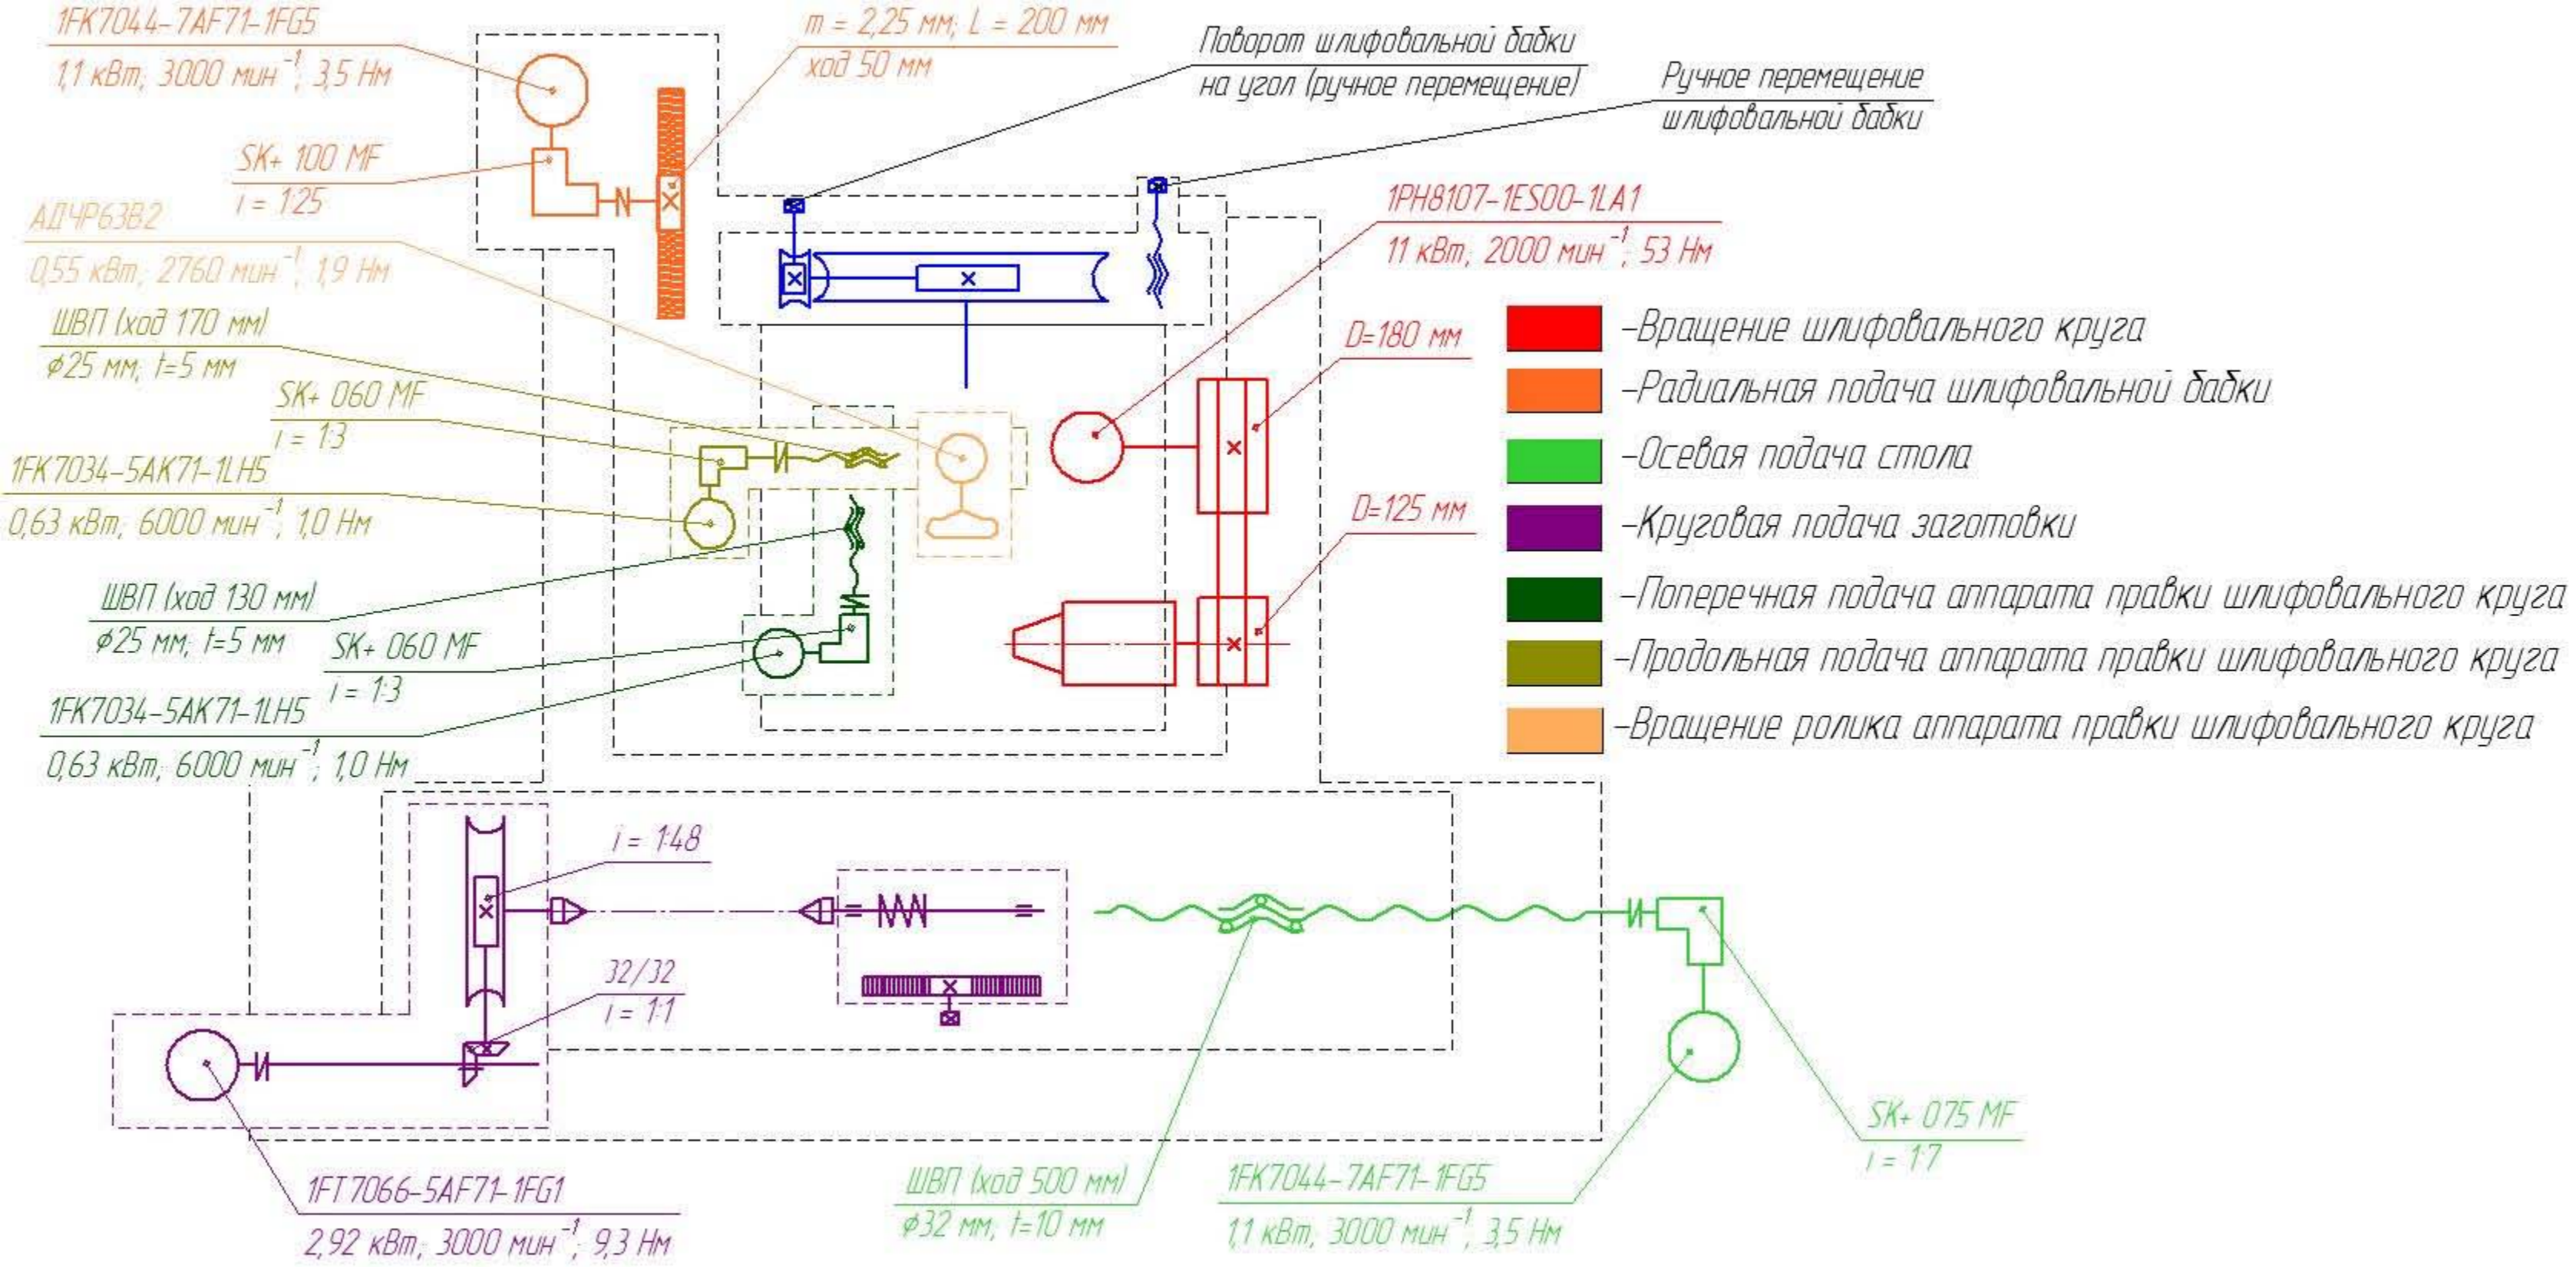 1FK7044-7AF71-1FG5
1,1 кВт, 3000 мин⁻¹, 3,5 Нм
m = 2,25 мм; L = 200 мм
ход 50 мм
Поворот шлифовальной бабки
на угол (ручное перемещение)
Ручное перемещение
шлифовальной бабки
SK+ 100 MF
i = 1:25
АДЧР63В2
0,55 кВт, 2760 мин⁻¹, 1,9 Нм
1PH8107-1ES00-1LA1
11 кВт, 2000 мин⁻¹, 53 Нм
ШВП (ход 170 мм)
φ25 мм, t=5 мм
D=180 мм
SK+ 060 MF
i = 1:3
1FK7034-5AK71-1LH5
0,63 кВт, 6000 мин⁻¹, 1,0 Нм
D=125 мм
ШВП (ход 130 мм)
φ25 мм, t=5 мм
SK+ 060 MF
i = 1:3
1FK7034-5AK71-1LH5
0,63 кВт, 6000 мин⁻¹, 1,0 Нм
-Вращение шлифовального круга
-Радиальная подача шлифовальной бабки
-Осевая подача стола
-Круговая подача заготовки
-Поперечная подача аппарата правки шлифовального круга
-Продольная подача аппарата правки шлифовального круга
-Вращение ролика аппарата правки шлифовального круга
i = 1:48
32/32
i = 1:1
1FT7066-5AF71-1FG1
2,92 кВт, 3000 мин⁻¹, 9,3 Нм
ШВП (ход 500 мм)
φ32 мм, t=10 мм
1FK7044-7AF71-1FG5
1,1 кВт, 3000 мин⁻¹, 3,5 Нм
SK+ 075 MF
i = 1:7